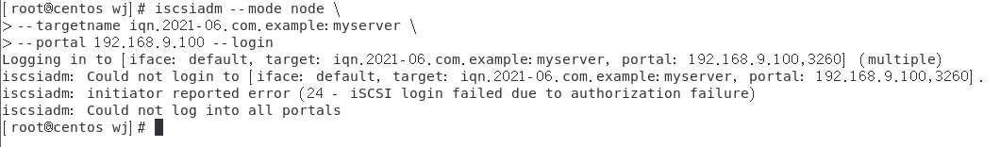 [root@centos wj]# iscsiadm --mode node \
> --targetname iqn.2021-06.com.example:myserver \
> --portal 192.168.9.100 --login
Logging in to [iface: default, target: iqn.2021-06.com.example:myserver, portal: 192.168.9.100,3260] (multiple)
iscsiadm: Could not login to [iface: default, target: iqn.2021-06.com.example:myserver, portal: 192.168.9.100,3260].
iscsiadm: initiator reported error (24 - iSCSI login failed due to authorization failure)
iscsiadm: Could not log into all portals
[root@centos wj]#